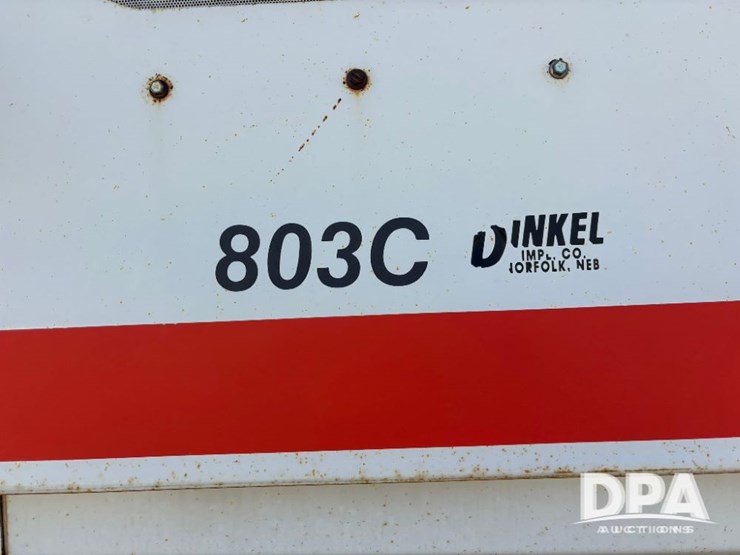 803C
DINKEL
IMPL. CO.
NORFOLK, NEB
DPA
AUCTIONS